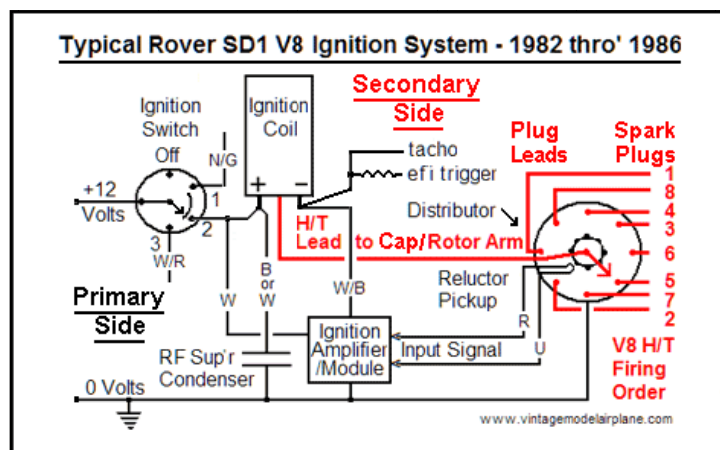 Typical Rover SD1 V8 Ignition System - 1982 thro' 1986
Ignition
Switch
Off
N/G
+12
Volts
1
2
3
W/R
Ignition
Coil
+ −
Secondary
Side
tacho
efi trigger
H/T
Lead to Cap/Rotor Arm
Plug
Leads
Spark
Plugs
1
8
4
3
6
5
7
2
Distributor
Reluctor
Pickup
Primary
Side
W
B
or
W
W/B
R
U
RF Sup'r
Condenser
Ignition
Amplifier
/Module
Input Signal
V8 H/T
Firing
Order
0 Volts
www.vintagemodelairplane.com